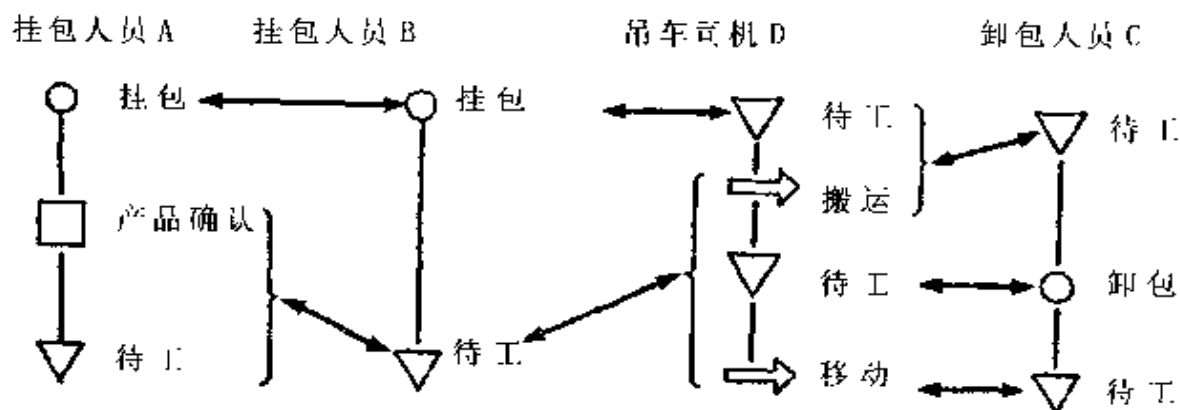 挂包人员A 挂包人员B 吊车司机D 卸包人员C
挂包 挂包 待工 待工
搬运
产品确认
待工 卸包
待工 待工 移动 待工